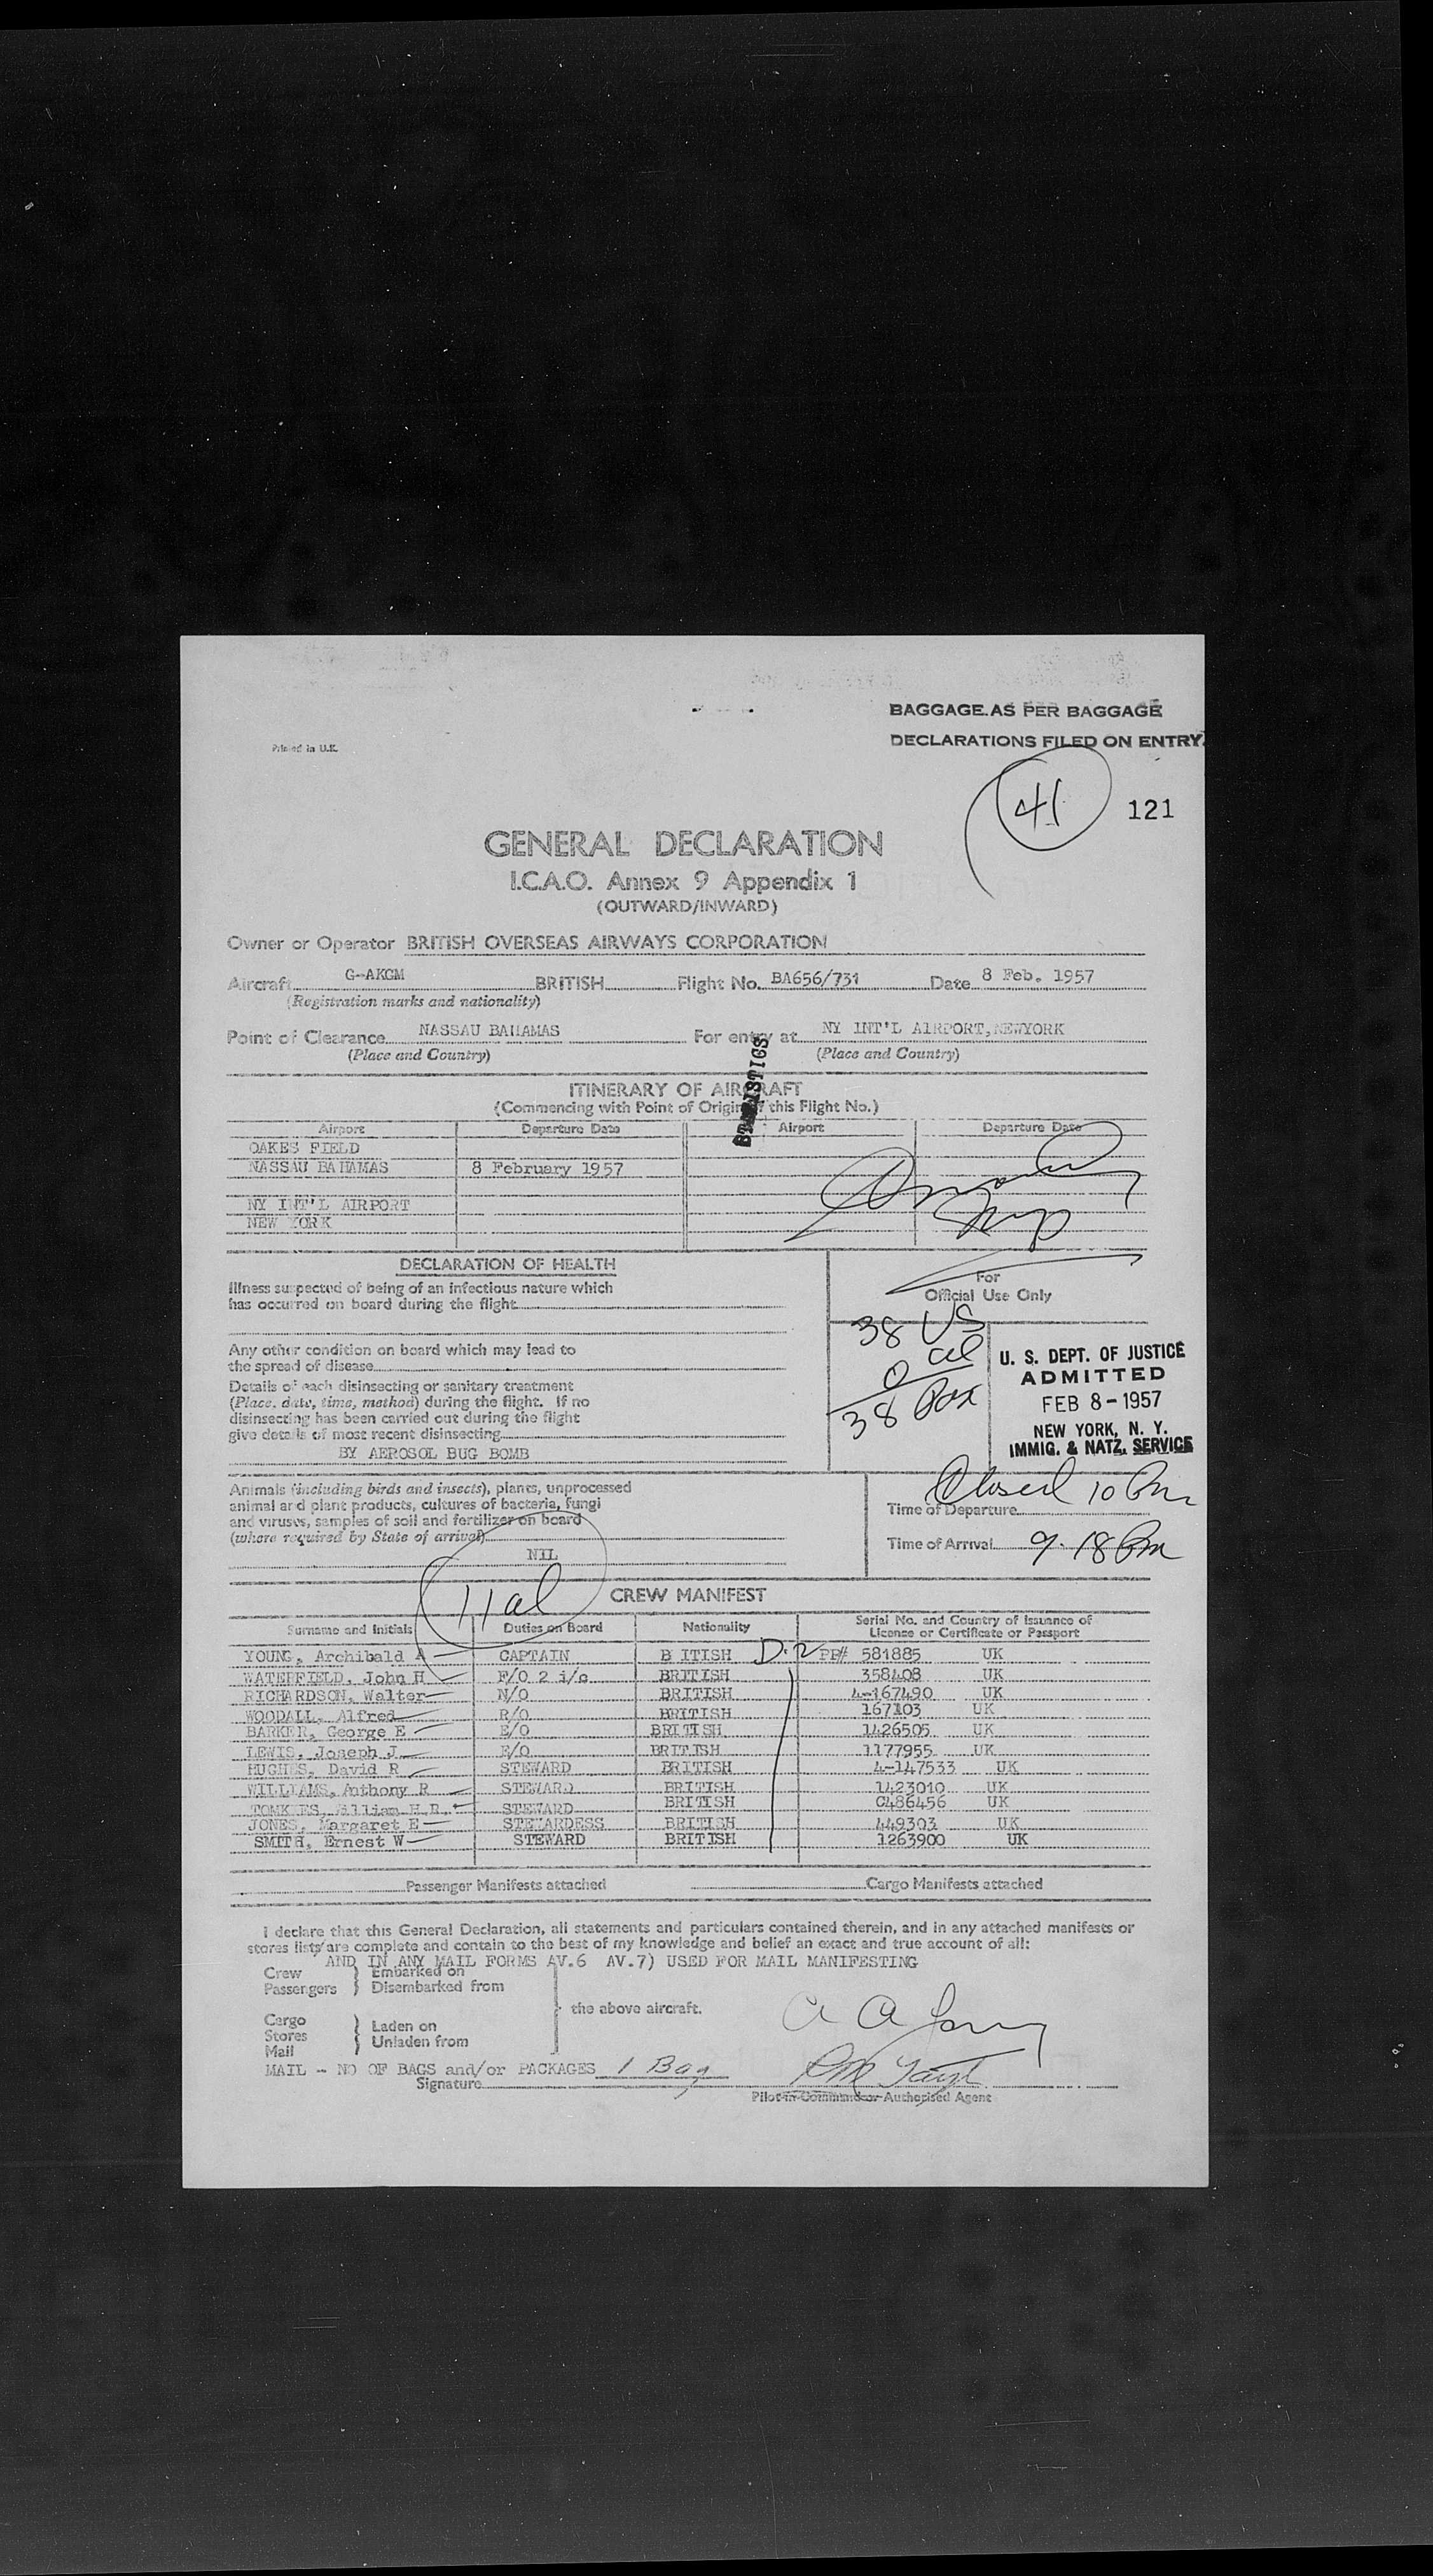 BAGGAGE.AS PER BAGGAGE
DECLARATIONS FILED ON ENTRY.
Printed in U.K.
41
121
GENERAL DECLARATION
I.C.A.O. Annex 9 Appendix 1
(OUTWARD/INWARD)
Owner or Operator BRITISH OVERSEAS AIRWAYS CORPORATION
Aircraft G-AKGM BRITISH Flight No. BA656/731 Date 8 Feb. 1957
(Registration marks and nationality)
Point of Clearance NASSAU BAHAMAS For entry at NY INT'L AIRPORT, NEWYORK
(Place and Country) (Place and Country)
ITINERARY OF AIRCRAFT
(Commencing with Point of Origin of this Flight No.)
Airport Departure Date Airport Departure Date
OAKES FIELD
NASSAU BAHAMAS 8 February 1957
NY INT'L AIRPORT
NEW YORK
DECLARATION OF HEALTH
Illness suspected of being of an infectious nature which
has occurred on board during the flight
Any other condition on board which may lead to
the spread of disease
Details of each disinsecting or sanitary treatment
(Place, date, time, method) during the flight. If no
disinsecting has been carried out during the flight
give details of most recent disinsecting
BY AEROSOL BUG BOMB
For
Official Use Only
38 US
0 al
38 Pax
U. S. DEPT. OF JUSTICE
ADMITTED
FEB 8-1957
NEW YORK, N. Y.
IMMIG. & NATZ. SERVICE
Animals (including birds and insects), plants, unprocessed
animal and plant products, cultures of bacteria, fungi
and viruses, samples of soil and fertilizer on board
(where required by State of arrival)
NIL
Closed 10 Pm
Time of Departure
Time of Arrival 9.18 Pm
11 al
CREW MANIFEST
Surname and Initials Duties on Board Nationality Serial No. and Country of Issuance of
License or Certificate or Passport
YOUNG, Archibald A CAPTAIN B ITISH D.2 PP# 581885 UK
WATERFIELD, John H F/O 2 i/c BRITISH 358408 UK
RICHARDSON, Walter N/O BRITISH 4-167490 UK
WOODALL, Alfred R/O BRITISH 167103 UK
BARKER, George E E/O BRITISH 1426505 UK
LEWIS, Joseph J E/O BRITISH 1177955 UK
HUGHES, David R STEWARD BRITISH 4-147533 UK
WILLIAMS, Anthony R STEWARD BRITISH 1423010 UK
William H.R. STEWARD BRITISH C486456 UK
JONES, Margaret E STEWARDESS BRITISH 449303 UK
SMITH, Ernest W STEWARD BRITISH 1263900 UK
Passenger Manifests attached Cargo Manifests attached
I declare that this General Declaration, all statements and particulars contained therein, and in any attached manifests or
stores lists are complete and contain to the best of my knowledge and belief an exact and true account of all:
AND IN ANY MAIL FORMS AV.6 AV.7) USED FOR MAIL MANIFESTING
Crew Embarked on
Passengers Disembarked from
the above aircraft.
Cargo
Stores Laden on
Mail Unladen from
MAIL - NO OF BAGS and/or PACKAGES 1 Bag
Signature
Pilot-in-Command or Authorised Agent